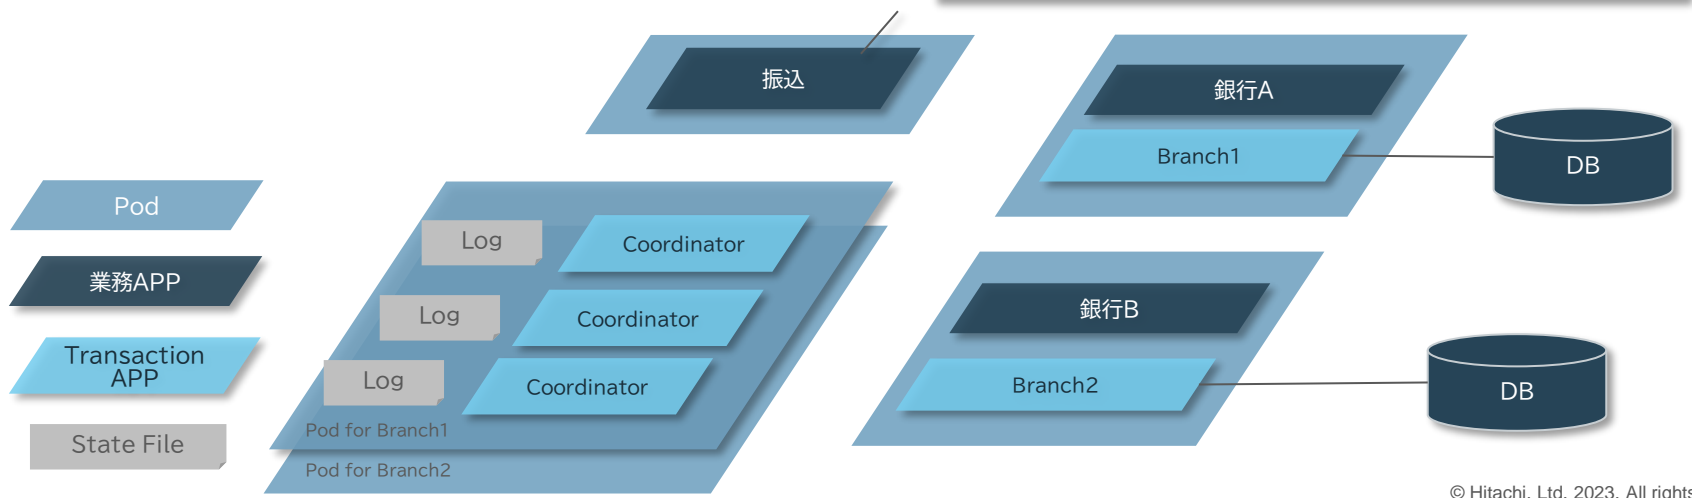 振込
銀行A
Branch1
DB
Pod
業務APP
Transaction
APP
State File
Log
Coordinator
Log
Coordinator
Log
Coordinator
Pod for Branch1
Pod for Branch2
銀行B
Branch2
DB
© Hitachi, Ltd. 2023. All rights